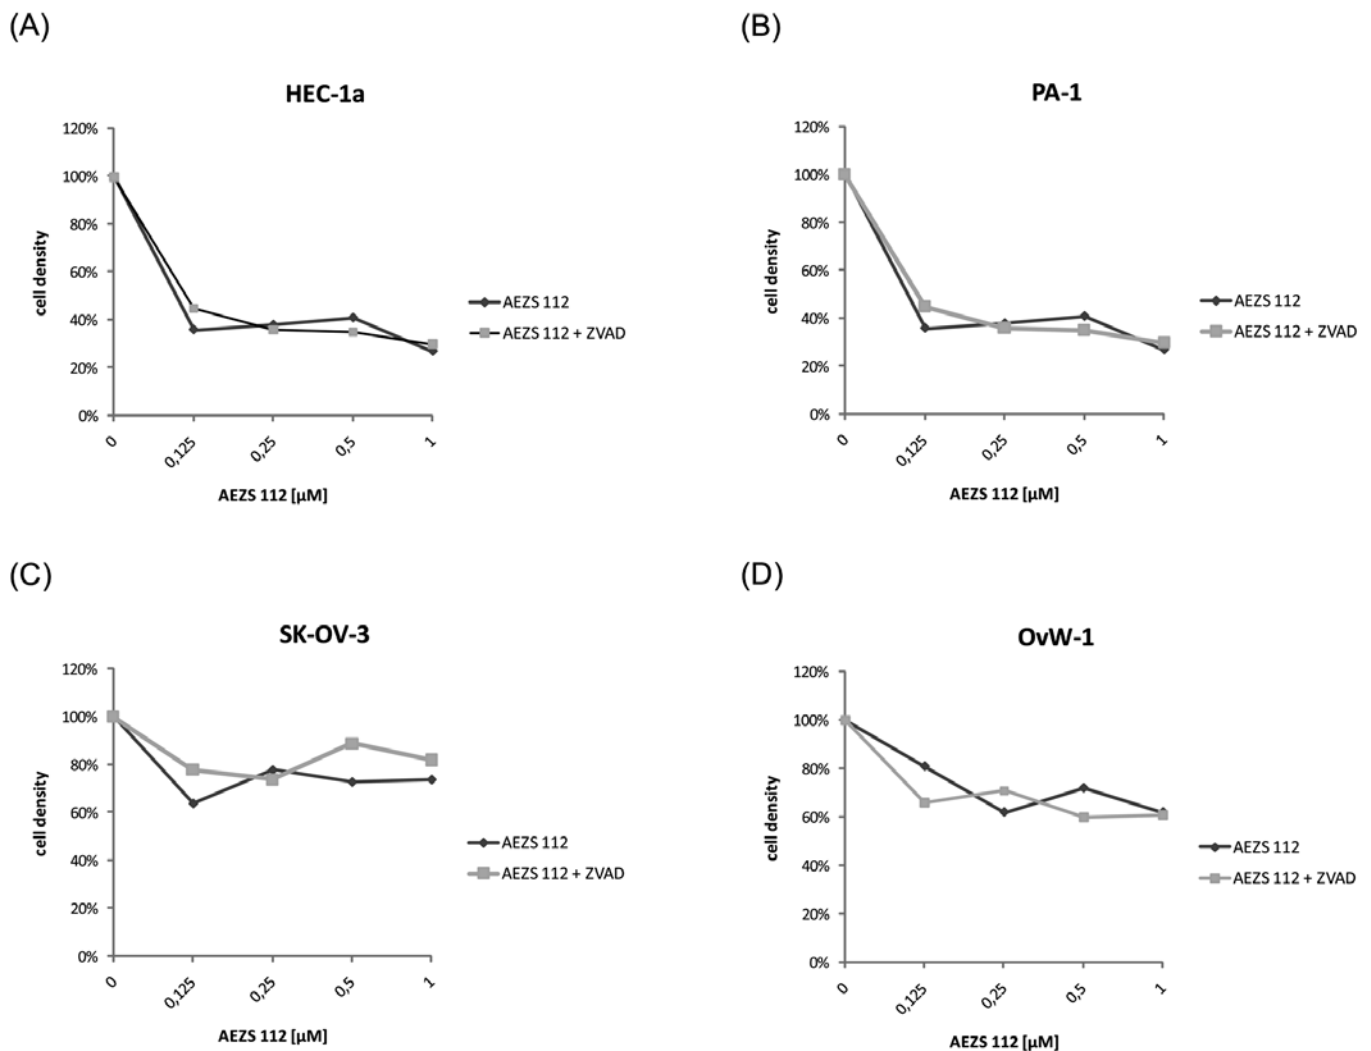 (A)
HEC-1a
120%
100%
80%
60%
40%
20%
0%
cell density
0
0,125
0,25
0,5
1
AEZS 112 [µM]
AEZS 112
AEZS 112 + ZVAD
(B)
PA-1
120%
100%
80%
60%
40%
20%
0%
cell density
0
0,125
0,25
0,5
1
AEZS 112 [µM]
AEZS 112
AEZS 112 + ZVAD
(C)
SK-OV-3
120%
100%
80%
60%
40%
20%
0%
cell density
0
0,125
0,25
0,5
1
AEZS 112 [µM]
AEZS 112
AEZS 112 + ZVAD
(D)
OvW-1
120%
100%
80%
60%
40%
20%
0%
cell density
0
0,125
0,25
0,5
1
AEZS 112 [µM]
AEZS 112
AEZS 112 + ZVAD